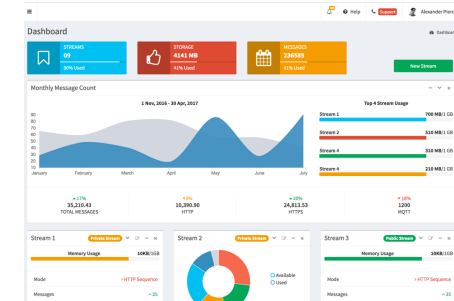 Help
Support
Alexander Pierce
Dashboard
Dashboard
STREAMS
09
90% Used
STORAGE
4141 MB
41% Used
MESSAGES
236585
41% Used
New Stream
Monthly Message Count
1 Nov, 2016 - 30 Apr, 2017
Top 4 Stream Usage
90
80
70
60
50
40
30
20
10
January
February
March
April
May
June
July
Stream 1
700 MB/1 GB
Stream 2
510 MB/1 GB
Stream 4
310 MB/1 GB
Stream 4
210 MB/1 GB
17%
35,210.43
TOTAL MESSAGES
10,390.90
HTTP
20%
24,813.53
HTTPS
18%
1200
MQTT
Stream 1
Private Stream
Memory Usage
10KB/1GB
Mode
HTTP Sequence
Messages
~ 25
Stream 2
Private Stream
Available
Used
Stream 3
Public Stream
Memory Usage
10KB/1GB
Mode
HTTP Sequence
Messages
~ 25